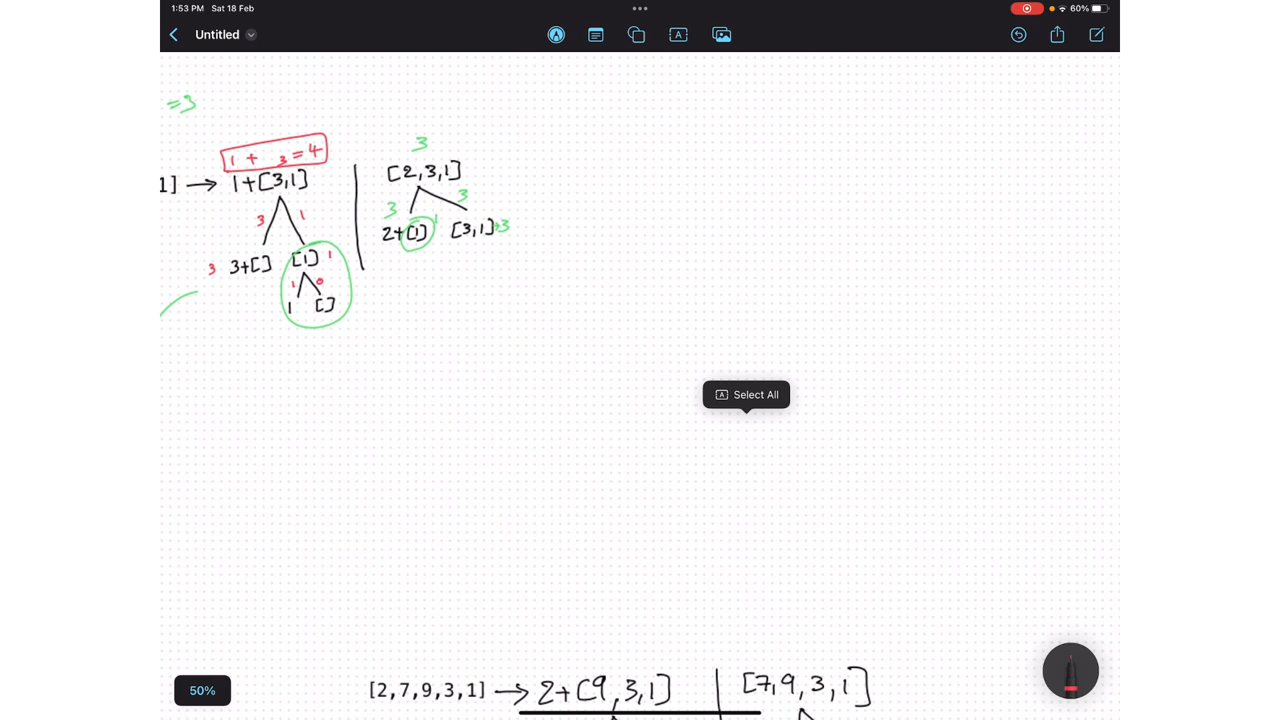 1:53 PM Sat 18 Feb
60%
Untitled
=3
1 + 3 = 4
1] → 1+[3,1]
3 1
3 3+[] [1] 1
1 0
1 []
3
[2,3,1]
3 3
2+[1] 1 [3,1]→3
Select All
50%
[2,7,9,3,1] → 2+[9,3,1] | [7,9,3,1]